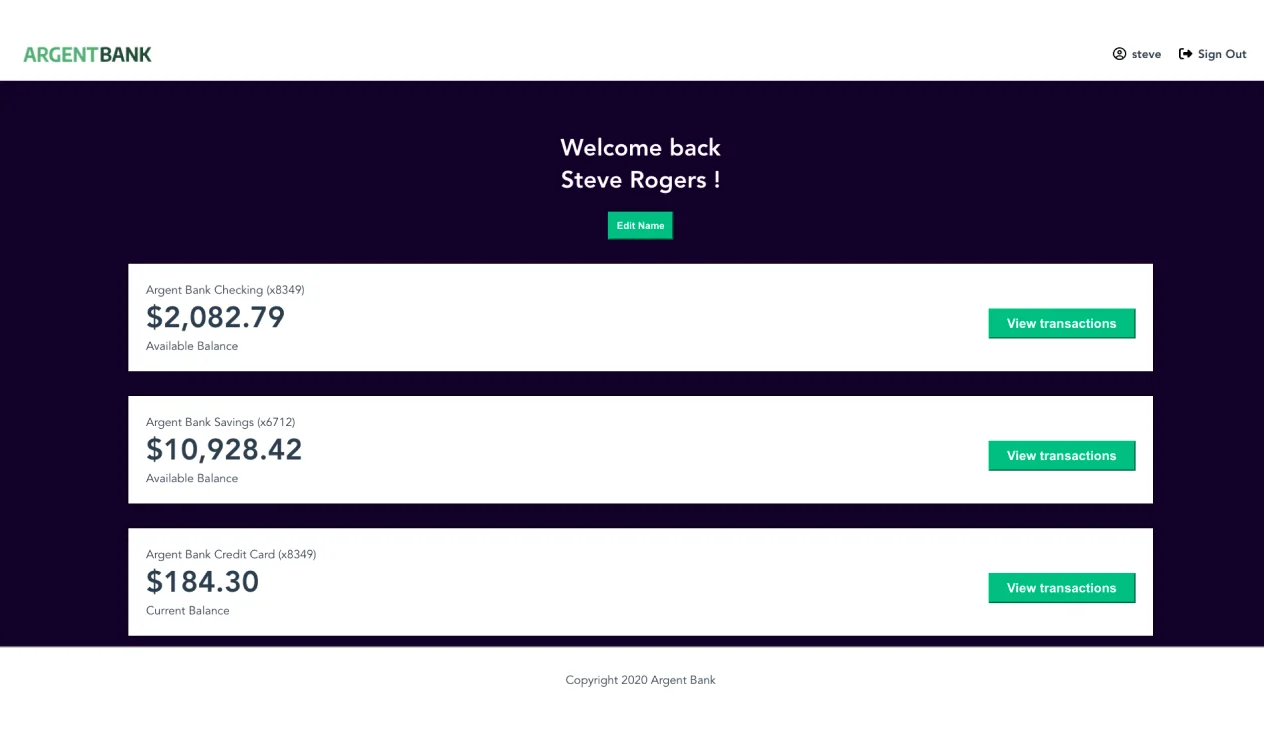 ARGENTBANK
steve Sign Out
Welcome back
Steve Rogers !
Edit Name
Argent Bank Checking (x8349)
$2,082.79
Available Balance
View transactions
Argent Bank Savings (x6712)
$10,928.42
Available Balance
View transactions
Argent Bank Credit Card (x8349)
$184.30
Current Balance
View transactions
Copyright 2020 Argent Bank